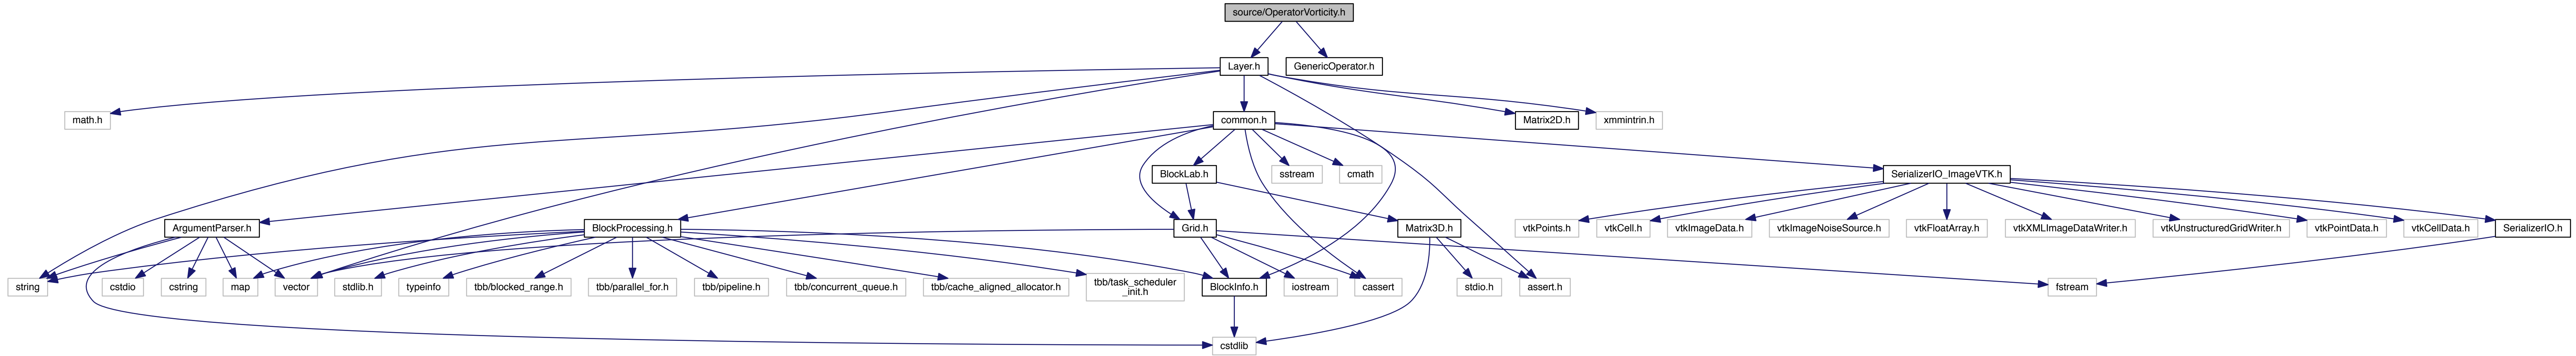 source/OperatorVorticity.h
Layer.h
GenericOperator.h
math.h
common.h
Matrix2D.h
xmmintrin.h
BlockLab.h
sstream
cmath
SerializerIO_ImageVTK.h
ArgumentParser.h
BlockProcessing.h
Grid.h
Matrix3D.h
vtkPoints.h
vtkCell.h
vtkImageData.h
vtkImageNoiseSource.h
vtkFloatArray.h
vtkXMLImageDataWriter.h
vtkUnstructuredGridWriter.h
vtkPointData.h
vtkCellData.h
SerializerIO.h
string
cstdio
cstring
map
vector
stdlib.h
typeinfo
tbb/blocked_range.h
tbb/parallel_for.h
tbb/pipeline.h
tbb/concurrent_queue.h
tbb/cache_aligned_allocator.h
tbb/task_scheduler
_init.h
BlockInfo.h
iostream
cassert
stdio.h
assert.h
fstream
cstdlib